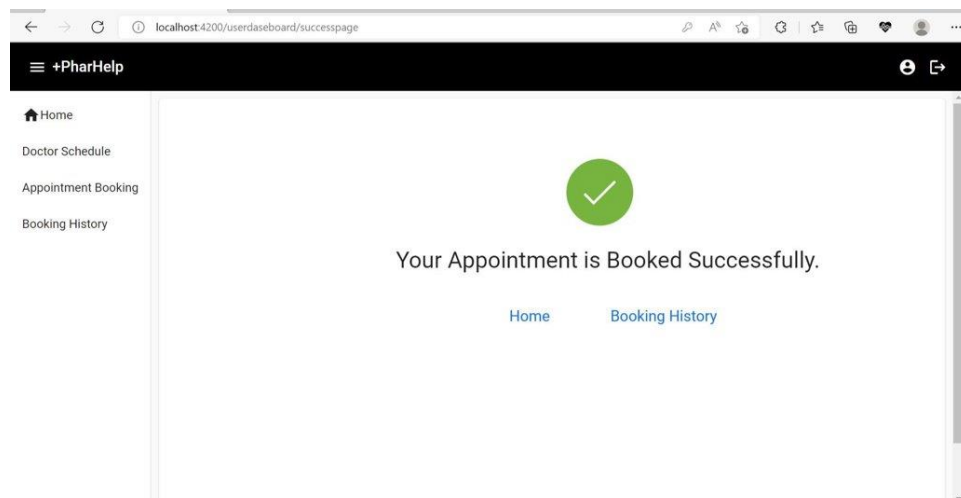 localhost:4200/userdaseboard/successpage
+PharHelp
Home
Doctor Schedule
Appointment Booking
Booking History
Your Appointment is Booked Successfully.
Home Booking History